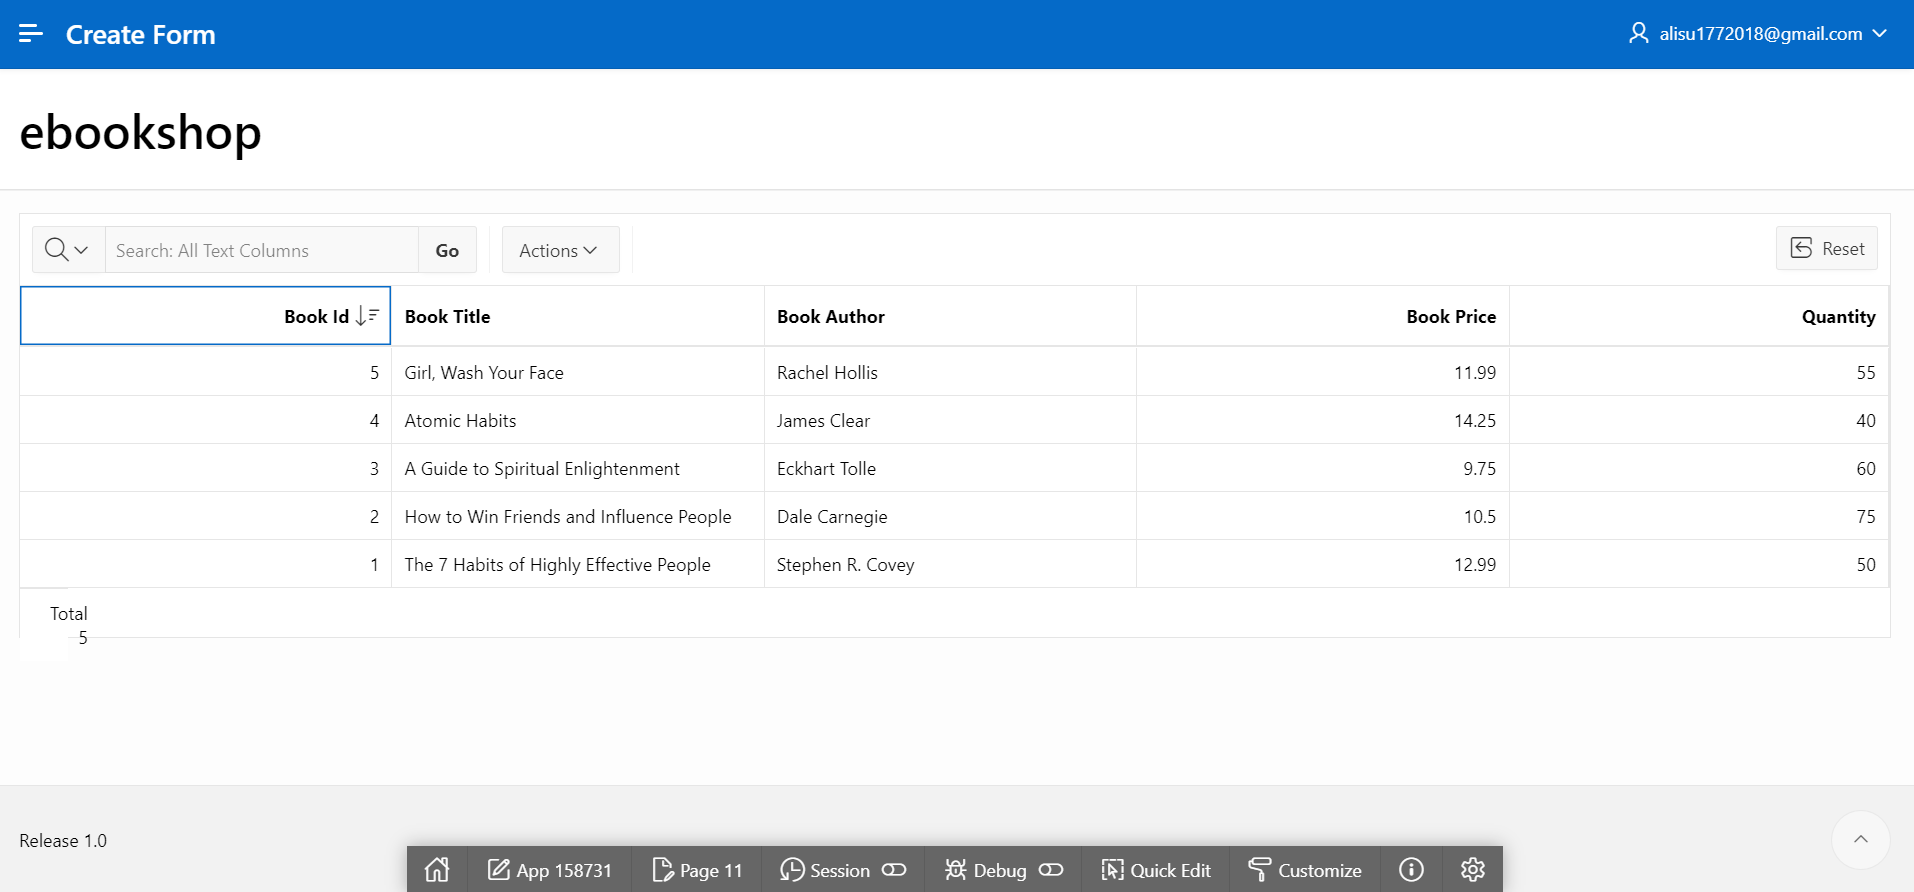 Create Form
alisu1772018@gmail.com
ebookshop
Search: All Text Columns Go Actions Reset
Book Id Book Title Book Author Book Price Quantity
5 Girl, Wash Your Face Rachel Hollis 11.99 55
4 Atomic Habits James Clear 14.25 40
3 A Guide to Spiritual Enlightenment Eckhart Tolle 9.75 60
2 How to Win Friends and Influence People Dale Carnegie 10.5 75
1 The 7 Habits of Highly Effective People Stephen R. Covey 12.99 50
Total
5
Release 1.0
App 158731 Page 11 Session Debug Quick Edit Customize